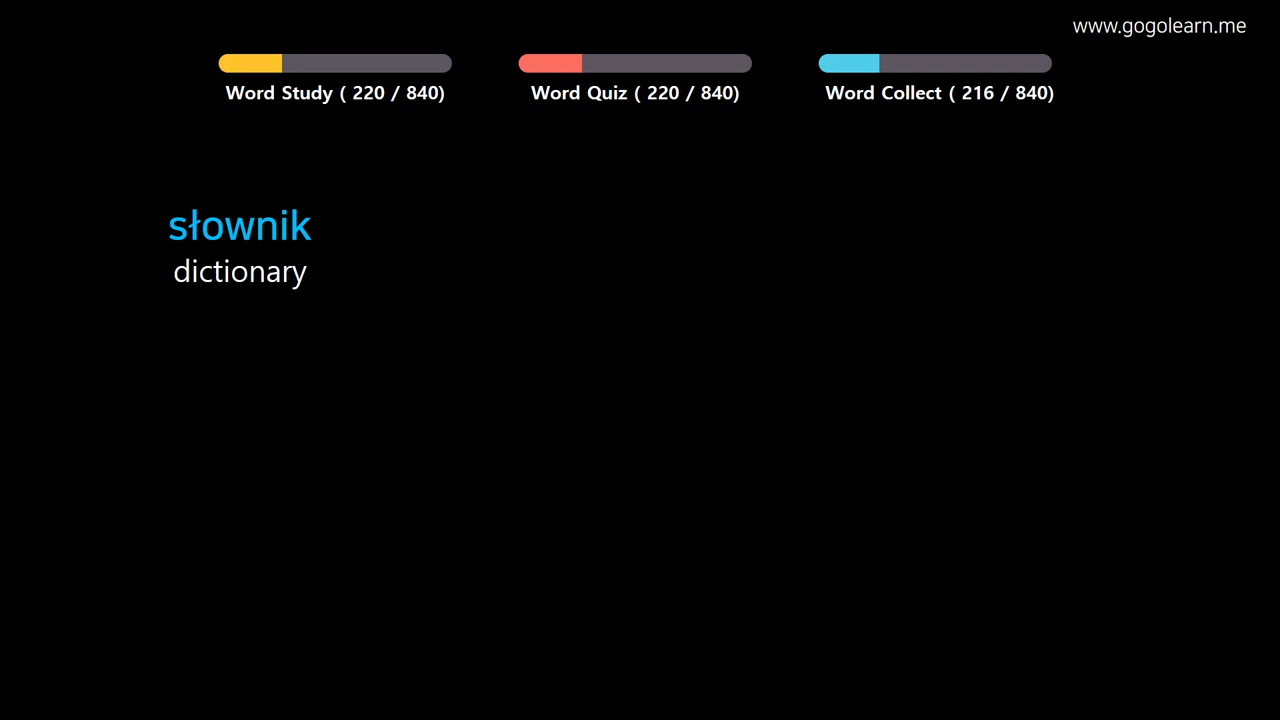 www.gogolearn.me
Word Study ( 220 / 840)
Word Quiz ( 220 / 840)
Word Collect ( 216 / 840)
słownik
dictionary